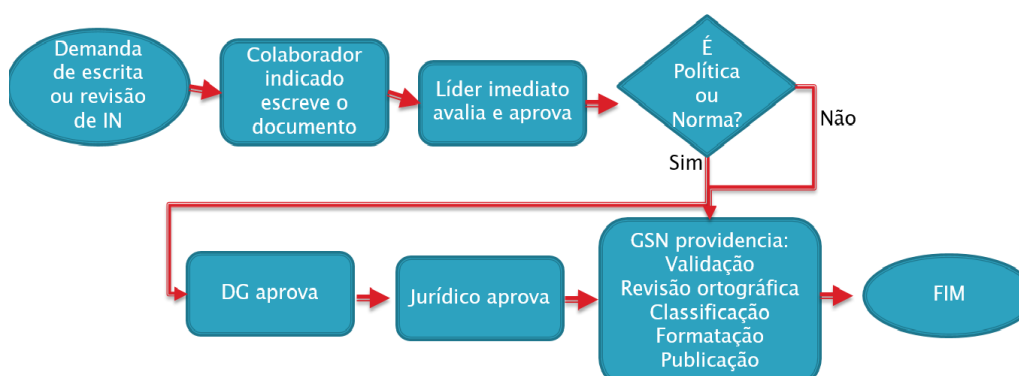 Demanda
de escrita
ou revisão
de IN
Colaborador
indicado
escreve o
documento
Líder imediato
avalia e aprova
É
Política
ou
Norma?
Não
Sim
DG aprova
Jurídico aprova
GSN providencia:
Validação
Revisão ortográfica
Classificação
Formatação
Publicação
FIM